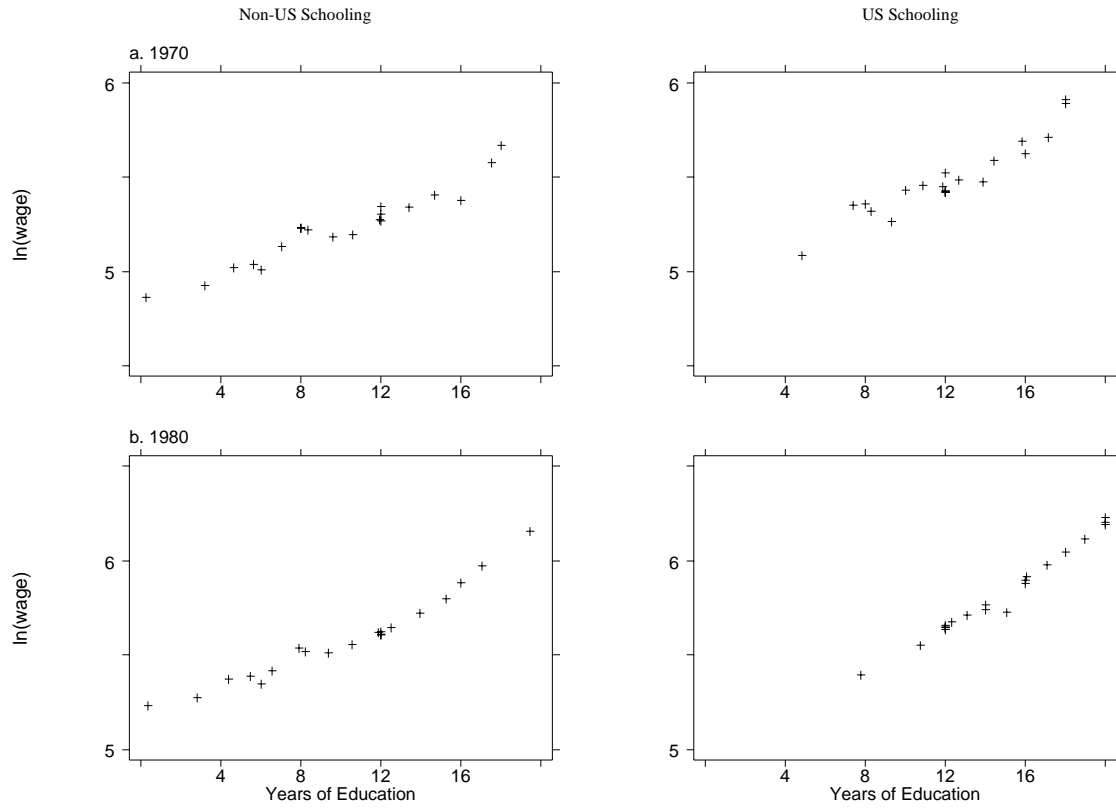 Non-US Schooling US Schooling
a. 1970
6 6
ln(wage)
5 5
4 8 12 16 4 8 12 16
b. 1980
6 6
ln(wage)
5 5
4 8 12 16 4 8 12 16
Years of Education Years of Education